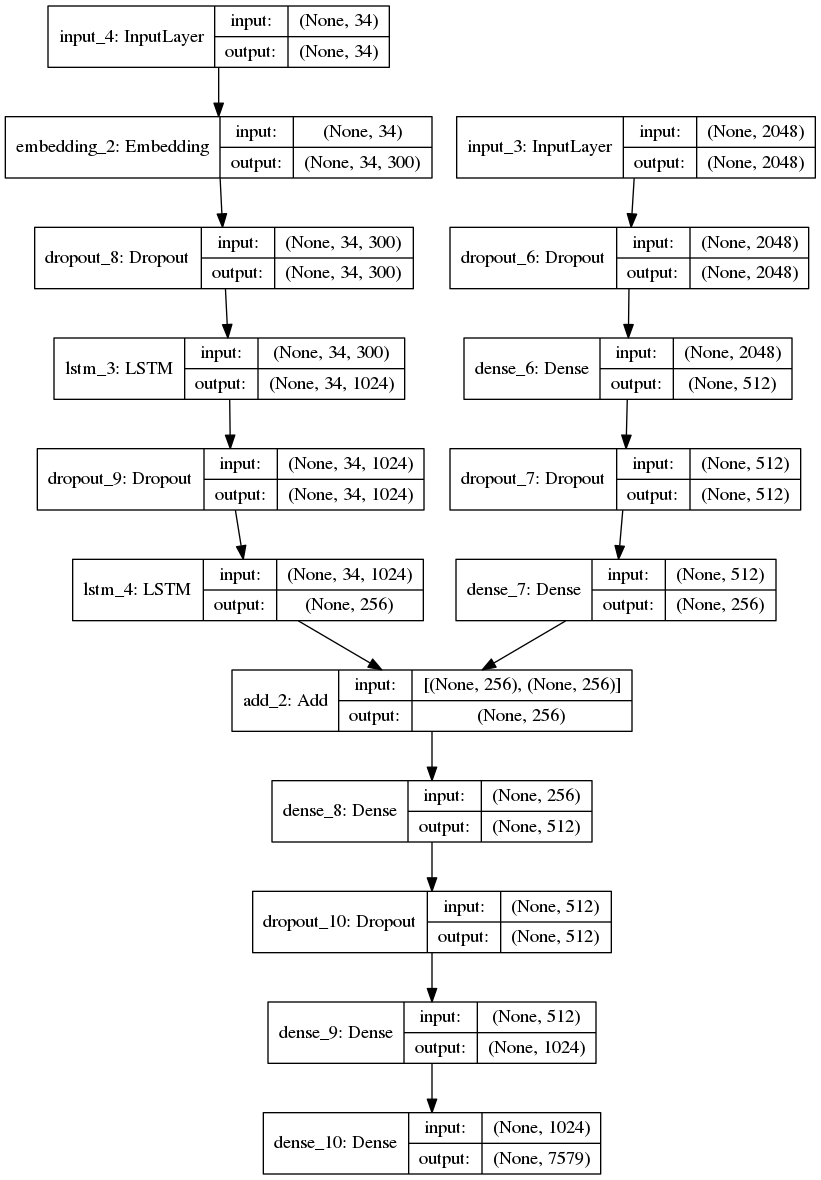 input_4: InputLayer
input: (None, 34)
output: (None, 34)
embedding_2: Embedding
input: (None, 34)
output: (None, 34, 300)
input_3: InputLayer
input: (None, 2048)
output: (None, 2048)
dropout_8: Dropout
input: (None, 34, 300)
output: (None, 34, 300)
dropout_6: Dropout
input: (None, 2048)
output: (None, 2048)
lstm_3: LSTM
input: (None, 34, 300)
output: (None, 34, 1024)
dense_6: Dense
input: (None, 2048)
output: (None, 512)
dropout_9: Dropout
input: (None, 34, 1024)
output: (None, 34, 1024)
dropout_7: Dropout
input: (None, 512)
output: (None, 512)
lstm_4: LSTM
input: (None, 34, 1024)
output: (None, 256)
dense_7: Dense
input: (None, 512)
output: (None, 256)
add_2: Add
input: [(None, 256), (None, 256)]
output: (None, 256)
dense_8: Dense
input: (None, 256)
output: (None, 512)
dropout_10: Dropout
input: (None, 512)
output: (None, 512)
dense_9: Dense
input: (None, 512)
output: (None, 1024)
dense_10: Dense
input: (None, 1024)
output: (None, 7579)